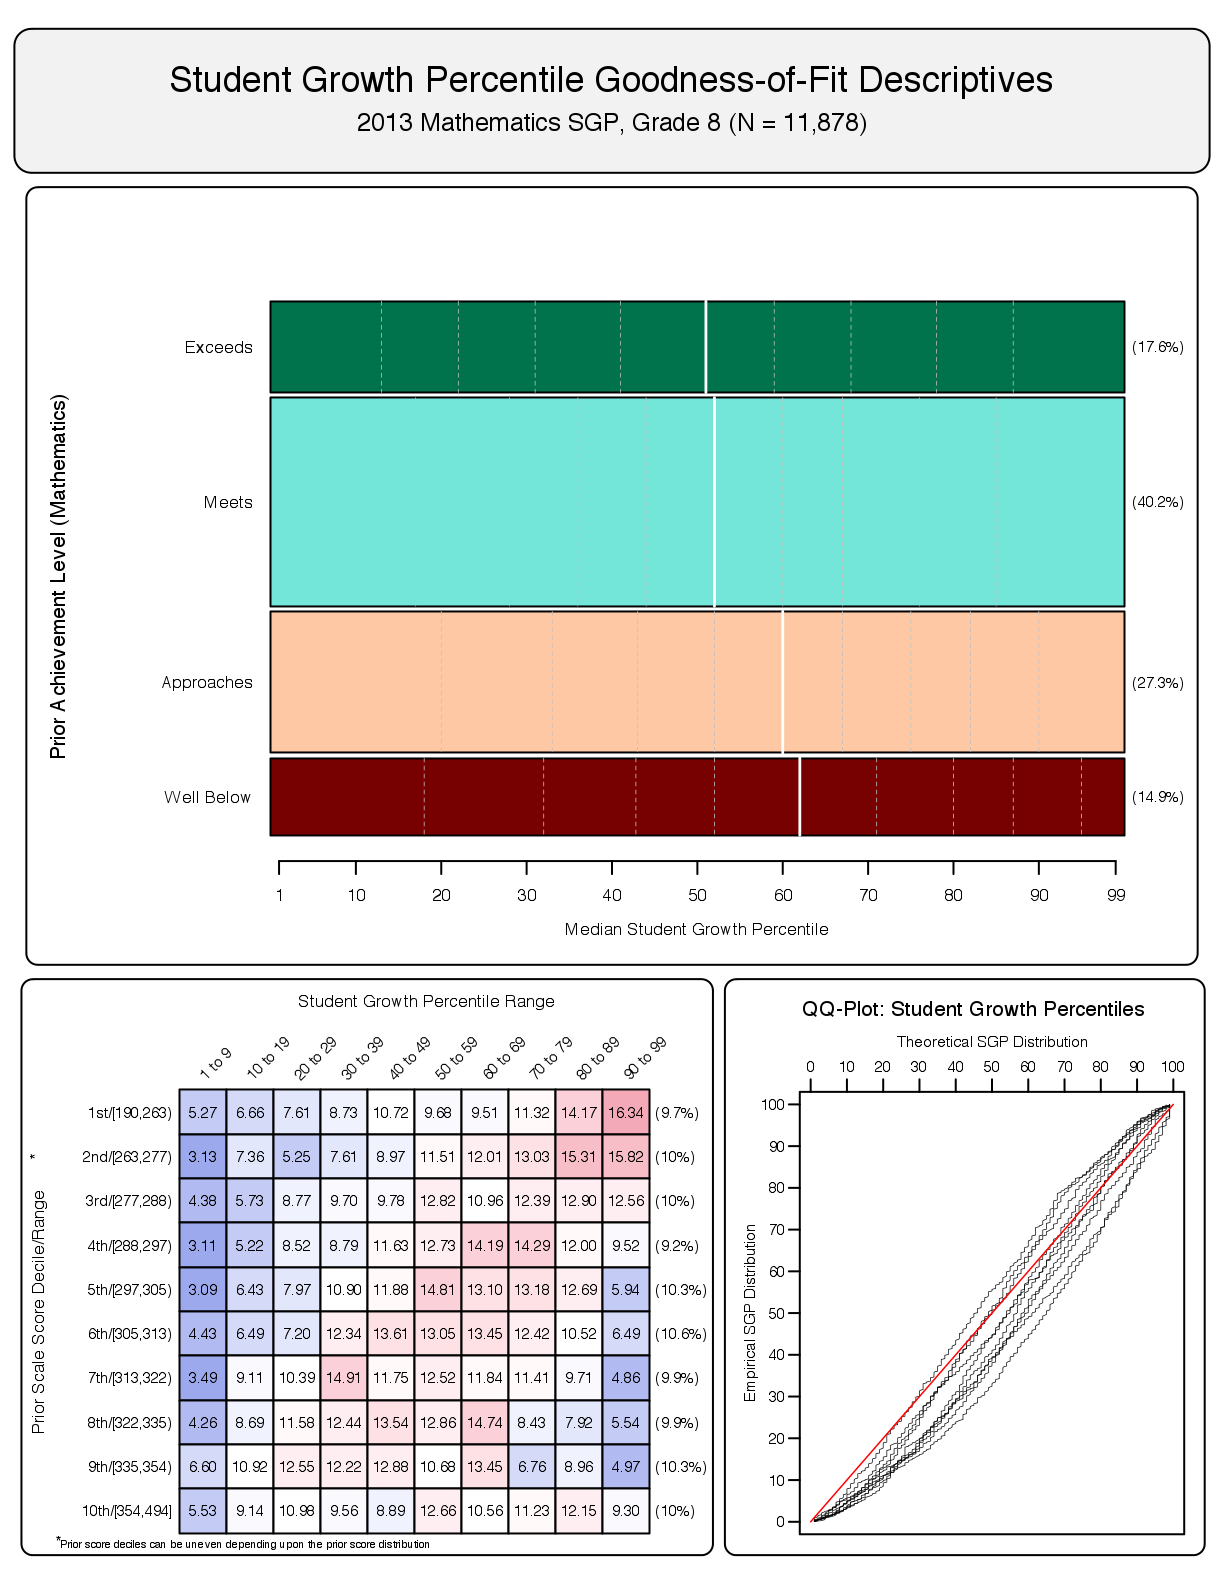 Student Growth Percentile Goodness-of-Fit Descriptives
2013 Mathematics SGP, Grade 8 (N = 11,878)
Prior Achievement Level (Mathematics)
Exceeds (17.6%)
Meets (40.2%)
Approaches (27.3%)
Well Below (14.9%)
1 10 20 30 40 50 60 70 80 90 99
Median Student Growth Percentile
Student Growth Percentile Range
1 to 9 10 to 19 20 to 29 30 to 39 40 to 49 50 to 59 60 to 69 70 to 79 80 to 89 90 to 99
Prior Scale Score Decile/Range *
1st/[190,263) 5.27 6.66 7.61 8.73 10.72 9.68 9.51 11.32 14.17 16.34 (9.7%)
2nd/[263,277) 3.13 7.36 5.25 7.61 8.97 11.51 12.01 13.03 15.31 15.82 (10%)
3rd/[277,288) 4.38 5.73 8.77 9.70 9.78 12.82 10.96 12.39 12.90 12.56 (10%)
4th/[288,297) 3.11 5.22 8.52 8.79 11.63 12.73 14.19 14.29 12.00 9.52 (9.2%)
5th/[297,305) 3.09 6.43 7.97 10.90 11.88 14.81 13.10 13.18 12.69 5.94 (10.3%)
6th/[305,313) 4.43 6.49 7.20 12.34 13.61 13.05 13.45 12.42 10.52 6.49 (10.6%)
7th/[313,322) 3.49 9.11 10.39 14.91 11.75 12.52 11.84 11.41 9.71 4.86 (9.9%)
8th/[322,335) 4.26 8.69 11.58 12.44 13.54 12.86 14.74 8.43 7.92 5.54 (9.9%)
9th/[335,354) 6.60 10.92 12.55 12.22 12.88 10.68 13.45 6.76 8.96 4.97 (10.3%)
10th/[354,494] 5.53 9.14 10.98 9.56 8.89 12.66 10.56 11.23 12.15 9.30 (10%)
*Prior score deciles can be uneven depending upon the prior score distribution
QQ-Plot: Student Growth Percentiles
Theoretical SGP Distribution
0 10 20 30 40 50 60 70 80 90 100
Empirical SGP Distribution
100
90
80
70
60
50
40
30
20
10
0